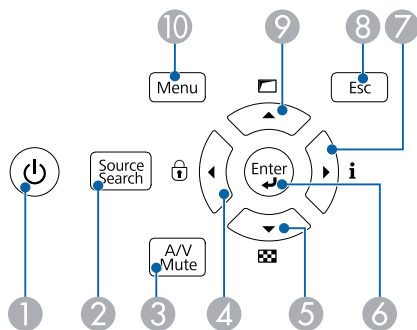 10 9 8 7
Menu
Esc
Source
Search
Enter
i
A/V
Mute
1 2 3 4 5 6